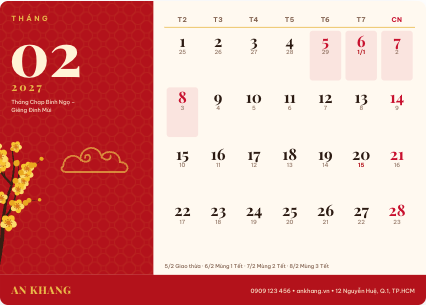 THÁNG
02
2027
Tháng Chạp Bính Ngọ –
Giêng Đinh Mùi
T2 T3 T4 T5 T6 T7 CN
1 2 3 4 5 6 7
25 26 27 28 29 1/1 2
8 9 10 11 12 13 14
3 4 5 6 7 8 9
15 16 17 18 19 20 21
10 11 12 13 14 15 16
22 23 24 25 26 27 28
17 18 19 20 21 22 23
5/2 Giao thừa · 6/2 Mùng 1 Tết · 7/2 Mùng 2 Tết · 8/2 Mùng 3 Tết
AN KHANG
0909 123 456 • ankhang.vn • 12 Nguyễn Huệ, Q.1, TP.HCM